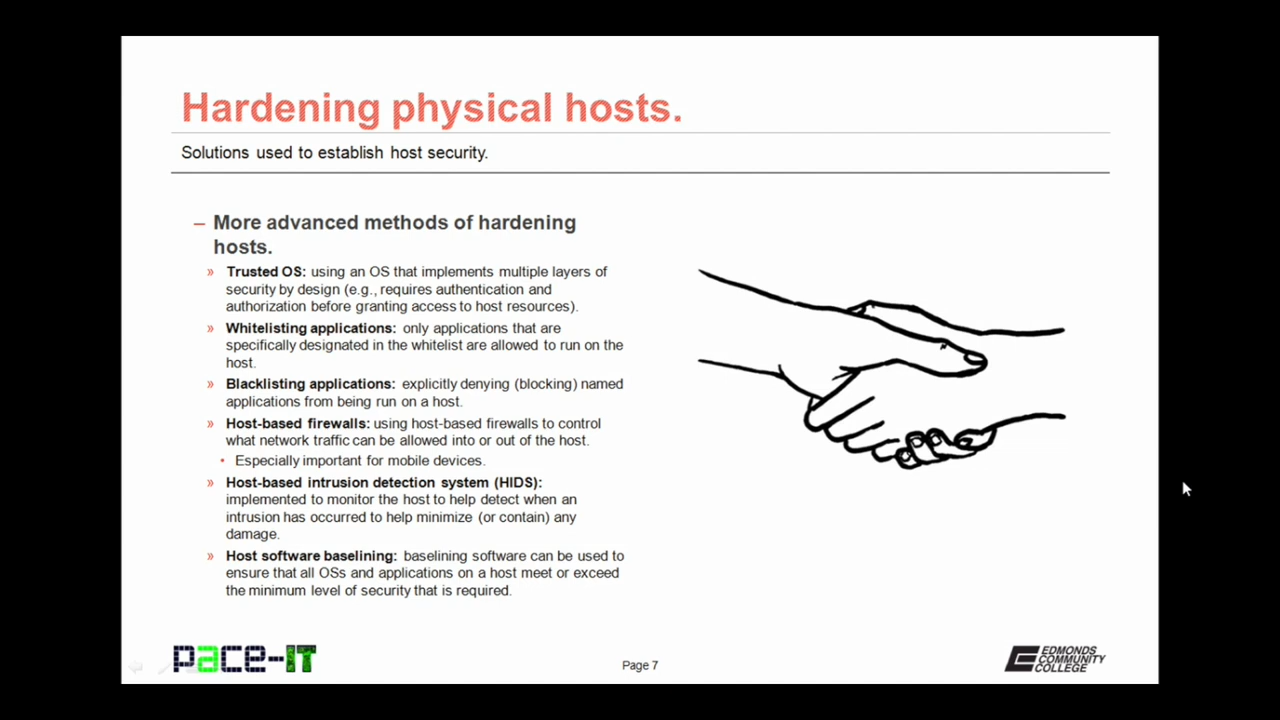 Hardening physical hosts.
Solutions used to establish host security.
– More advanced methods of hardening
hosts.
» Trusted OS: using an OS that implements multiple layers of
security by design (e.g., requires authentication and
authorization before granting access to host resources).
» Whitelisting applications: only applications that are
specifically designated in the whitelist are allowed to run on the
host.
» Blacklisting applications: explicitly denying (blocking) named
applications from being run on a host.
» Host-based firewalls: using host-based firewalls to control
what network traffic can be allowed into or out of the host.
• Especially important for mobile devices.
» Host-based intrusion detection system (HIDS):
implemented to monitor the host to help detect when an
intrusion has occurred to help minimize (or contain) any
damage.
» Host software baselining: baselining software can be used to
ensure that all OSs and applications on a host meet or exceed
the minimum level of security that is required.
pace-IT
Page 7
EDMONDS
COMMUNITY
COLLEGE